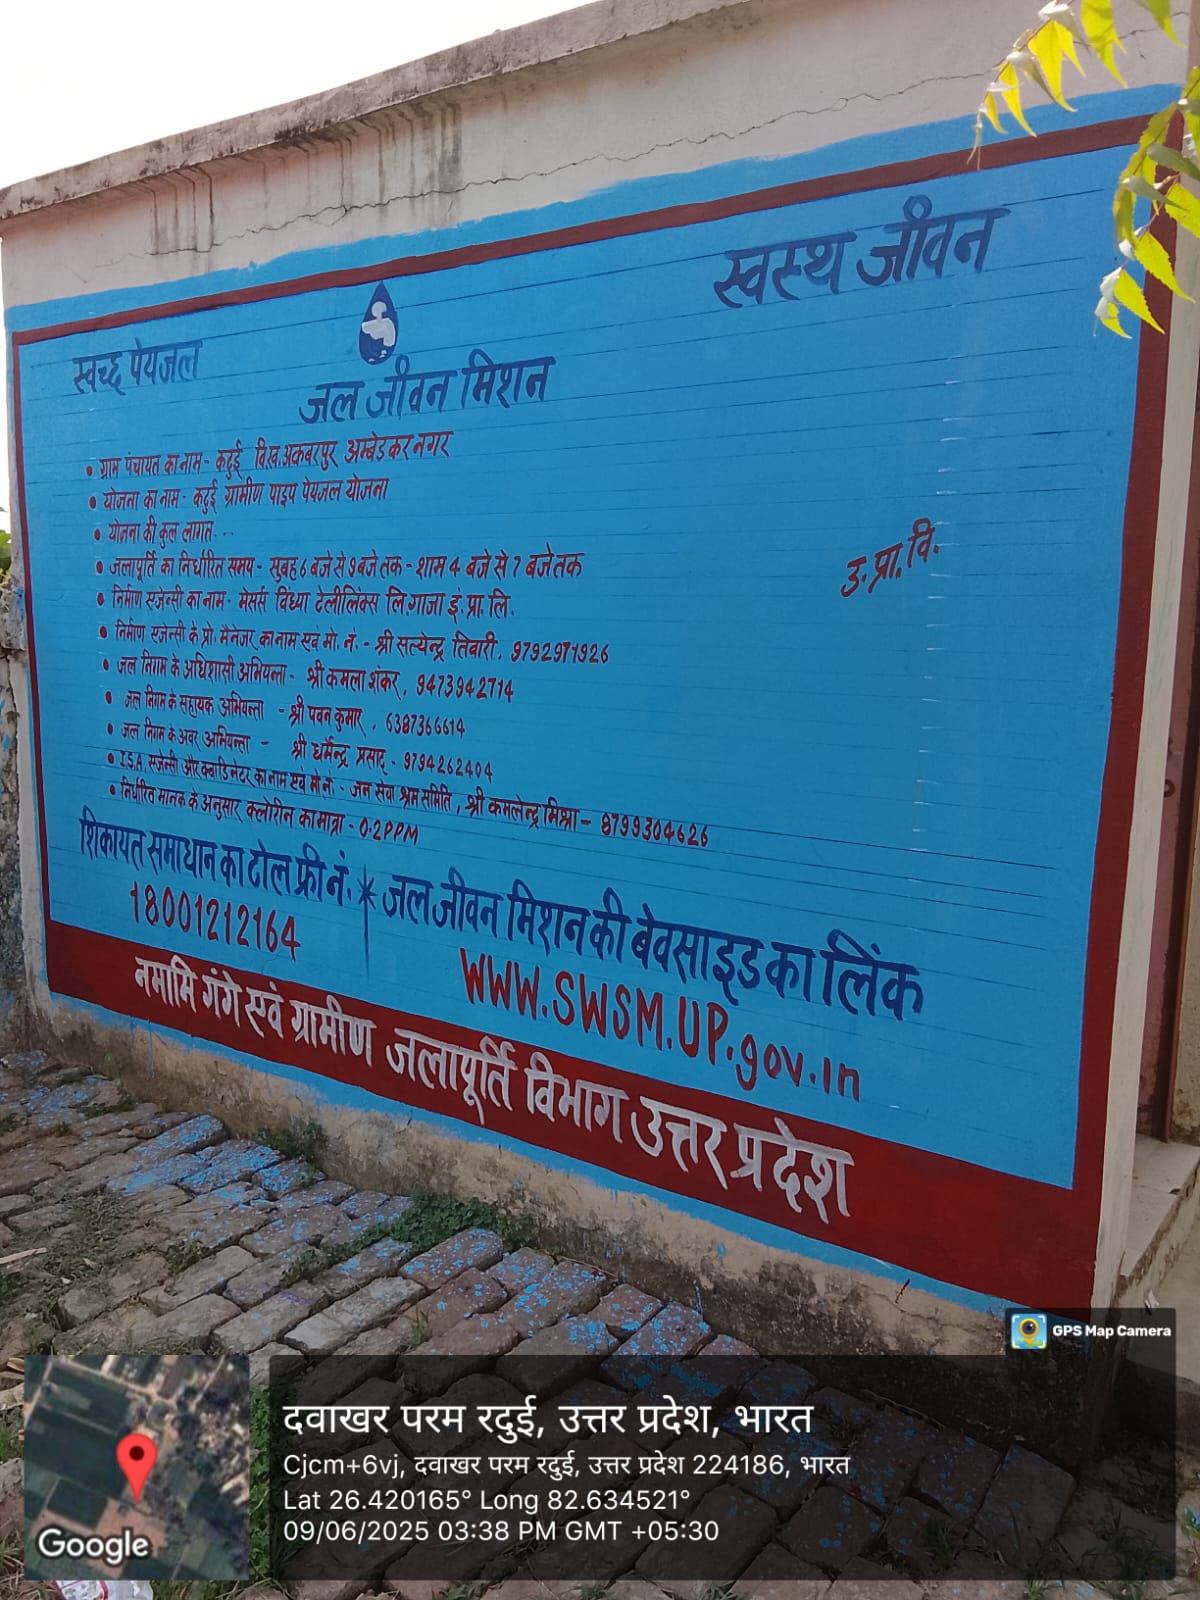 स्वच्छ पेयजल
स्वस्थ जीवन
जल जीवन मिशन
• ग्राम पंचायत का नाम - कटुई वि.ख. अकबरपुर अम्बेडकर नगर
• योजना का नाम - कटुई ग्रामीण पाइप पेयजल योजना
• योजना की कुल लागत. --
• जलापूर्ति का निर्धारित समय - सुबह 6 बजे से 9 बजे तक - शाम 4 बजे से 7 बजे तक
उ. प्रा. वि.
• निर्माण एजेन्सी का नाम - मेसर्स विंध्या टेलीलिंक्स लि. गाजा इं. प्रा. लि.
• निर्माण एजेन्सी के प्रो. मैनेजर का नाम एवं मो. नं. - श्री सत्येन्द्र तिवारी. 9792971926
• जल निगम के अधिशासी अभियन्ता - श्री कमला शंकर, 9473942714
• जल निगम के सहायक अभियन्ता - श्री पवन कुमार, 6387366614
• जल निगम के अवर अभियन्ता - श्री धर्मेन्द्र प्रसाद - 9794262404
• I.S.A. एजेन्सी और क्वाडिनेटर का नाम एवं मो. नं. - जन सेवा श्रम समिति, श्री कमलेन्द्र मिश्रा - 8799304626
• निर्धारित मानक के अनुसार क्लोरिन का मात्रा - 0.2 PPM
शिकायत समाधान का टोल फ्री नं.
18001212164
जल जीवन मिशन की बेवसाइड का लिंक
WWW.SWSM.UP.gov.in
नमामि गंगे एवं ग्रामीण जलापूर्ति विभाग उत्तर प्रदेश
GPS Map Camera
दवाखर परम रदुई, उत्तर प्रदेश, भारत
Cjcm+6vj, दवाखर परम रदुई, उत्तर प्रदेश 224186, भारत
Lat 26.420165° Long 82.634521°
09/06/2025 03:38 PM GMT +05:30
Google